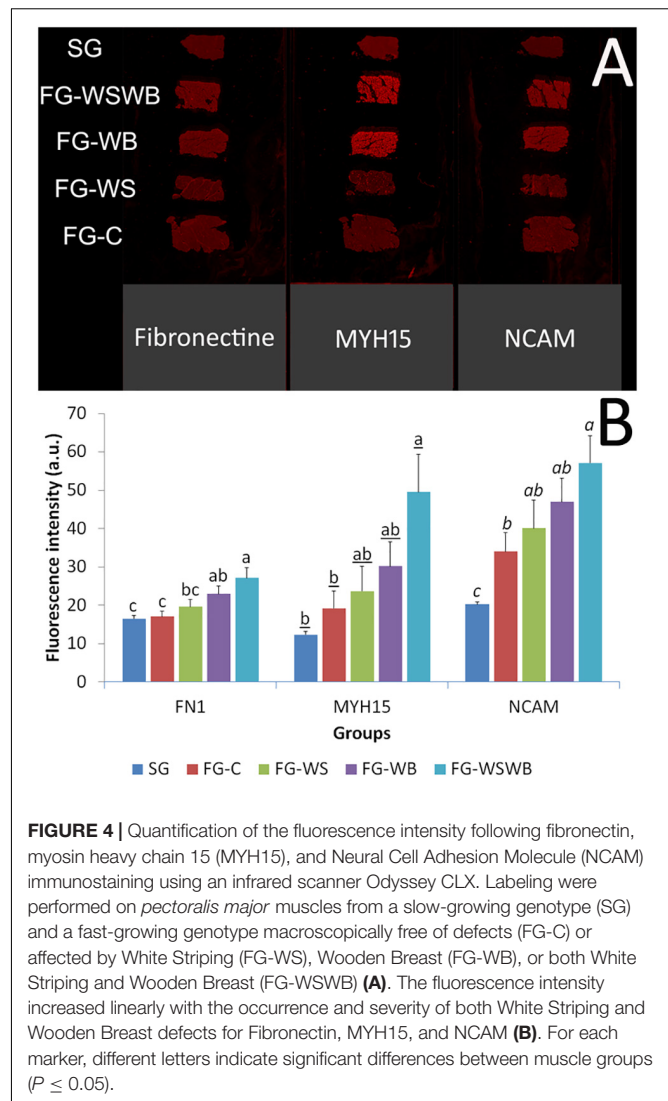 A
SG
FG-WSWB
FG-WB
FG-WS
FG-C
Fibronectine MYH15 NCAM
B
Fluorescence intensity (a.u.)
70
60
50
40
30
20
10
0
c c bc ab a
b b ab ab a
c b ab ab a
FN1 MYH15 NCAM
Groups
SG FG-C FG-WS FG-WB FG-WSWB
FIGURE 4 | Quantification of the fluorescence intensity following fibronectin,
myosin heavy chain 15 (MYH15), and Neural Cell Adhesion Molecule (NCAM)
immunostaining using an infrared scanner Odyssey CLX. Labeling were
performed on pectoralis major muscles from a slow-growing genotype (SG)
and a fast-growing genotype macroscopically free of defects (FG-C) or
affected by White Striping (FG-WS), Wooden Breast (FG-WB), or both White
Striping and Wooden Breast (FG-WSWB) (A). The fluorescence intensity
increased linearly with the occurrence and severity of both White Striping and
Wooden Breast defects for Fibronectin, MYH15, and NCAM (B). For each
marker, different letters indicate significant differences between muscle groups
(P ≤ 0.05).